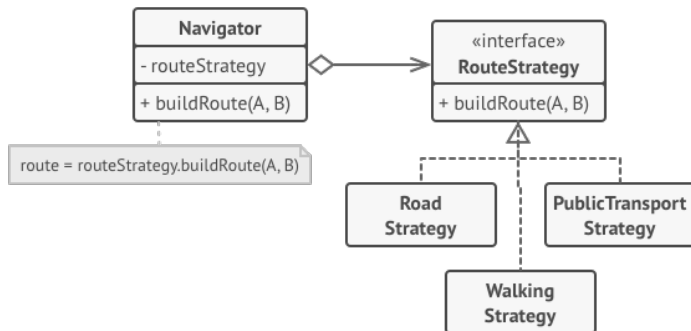 Navigator
- routeStrategy
+ buildRoute(A, B)
route = routeStrategy.buildRoute(A, B)
«interface»
RouteStrategy
+ buildRoute(A, B)
Road
Strategy
PublicTransport
Strategy
Walking
Strategy